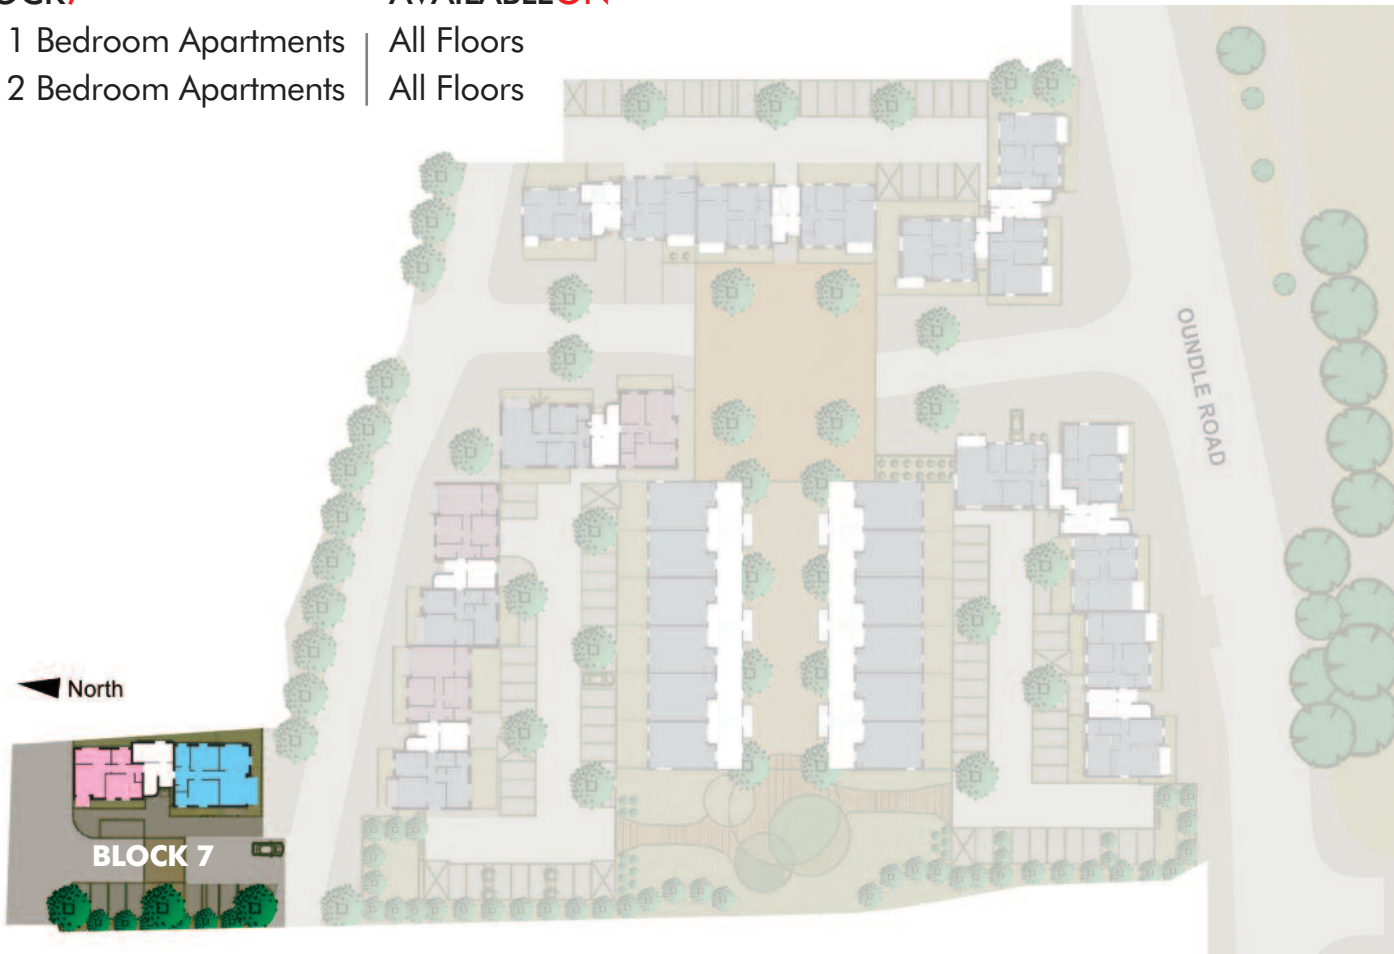 1 Bedroom Apartments | All Floors
2 Bedroom Apartments | All Floors
OUNDLE ROAD
North
BLOCK 7